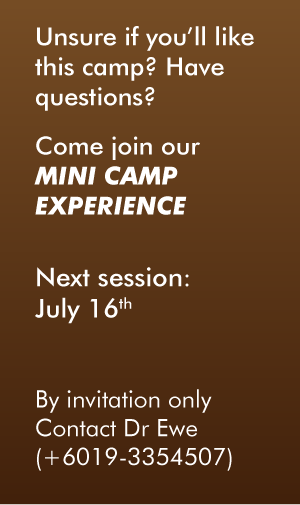 Unsure if you’ll like
this camp? Have
questions?
Come join our
MINI CAMP
EXPERIENCE
Next session:
July 16th
By invitation only
Contact Dr Ewe
(+6019-3354507)